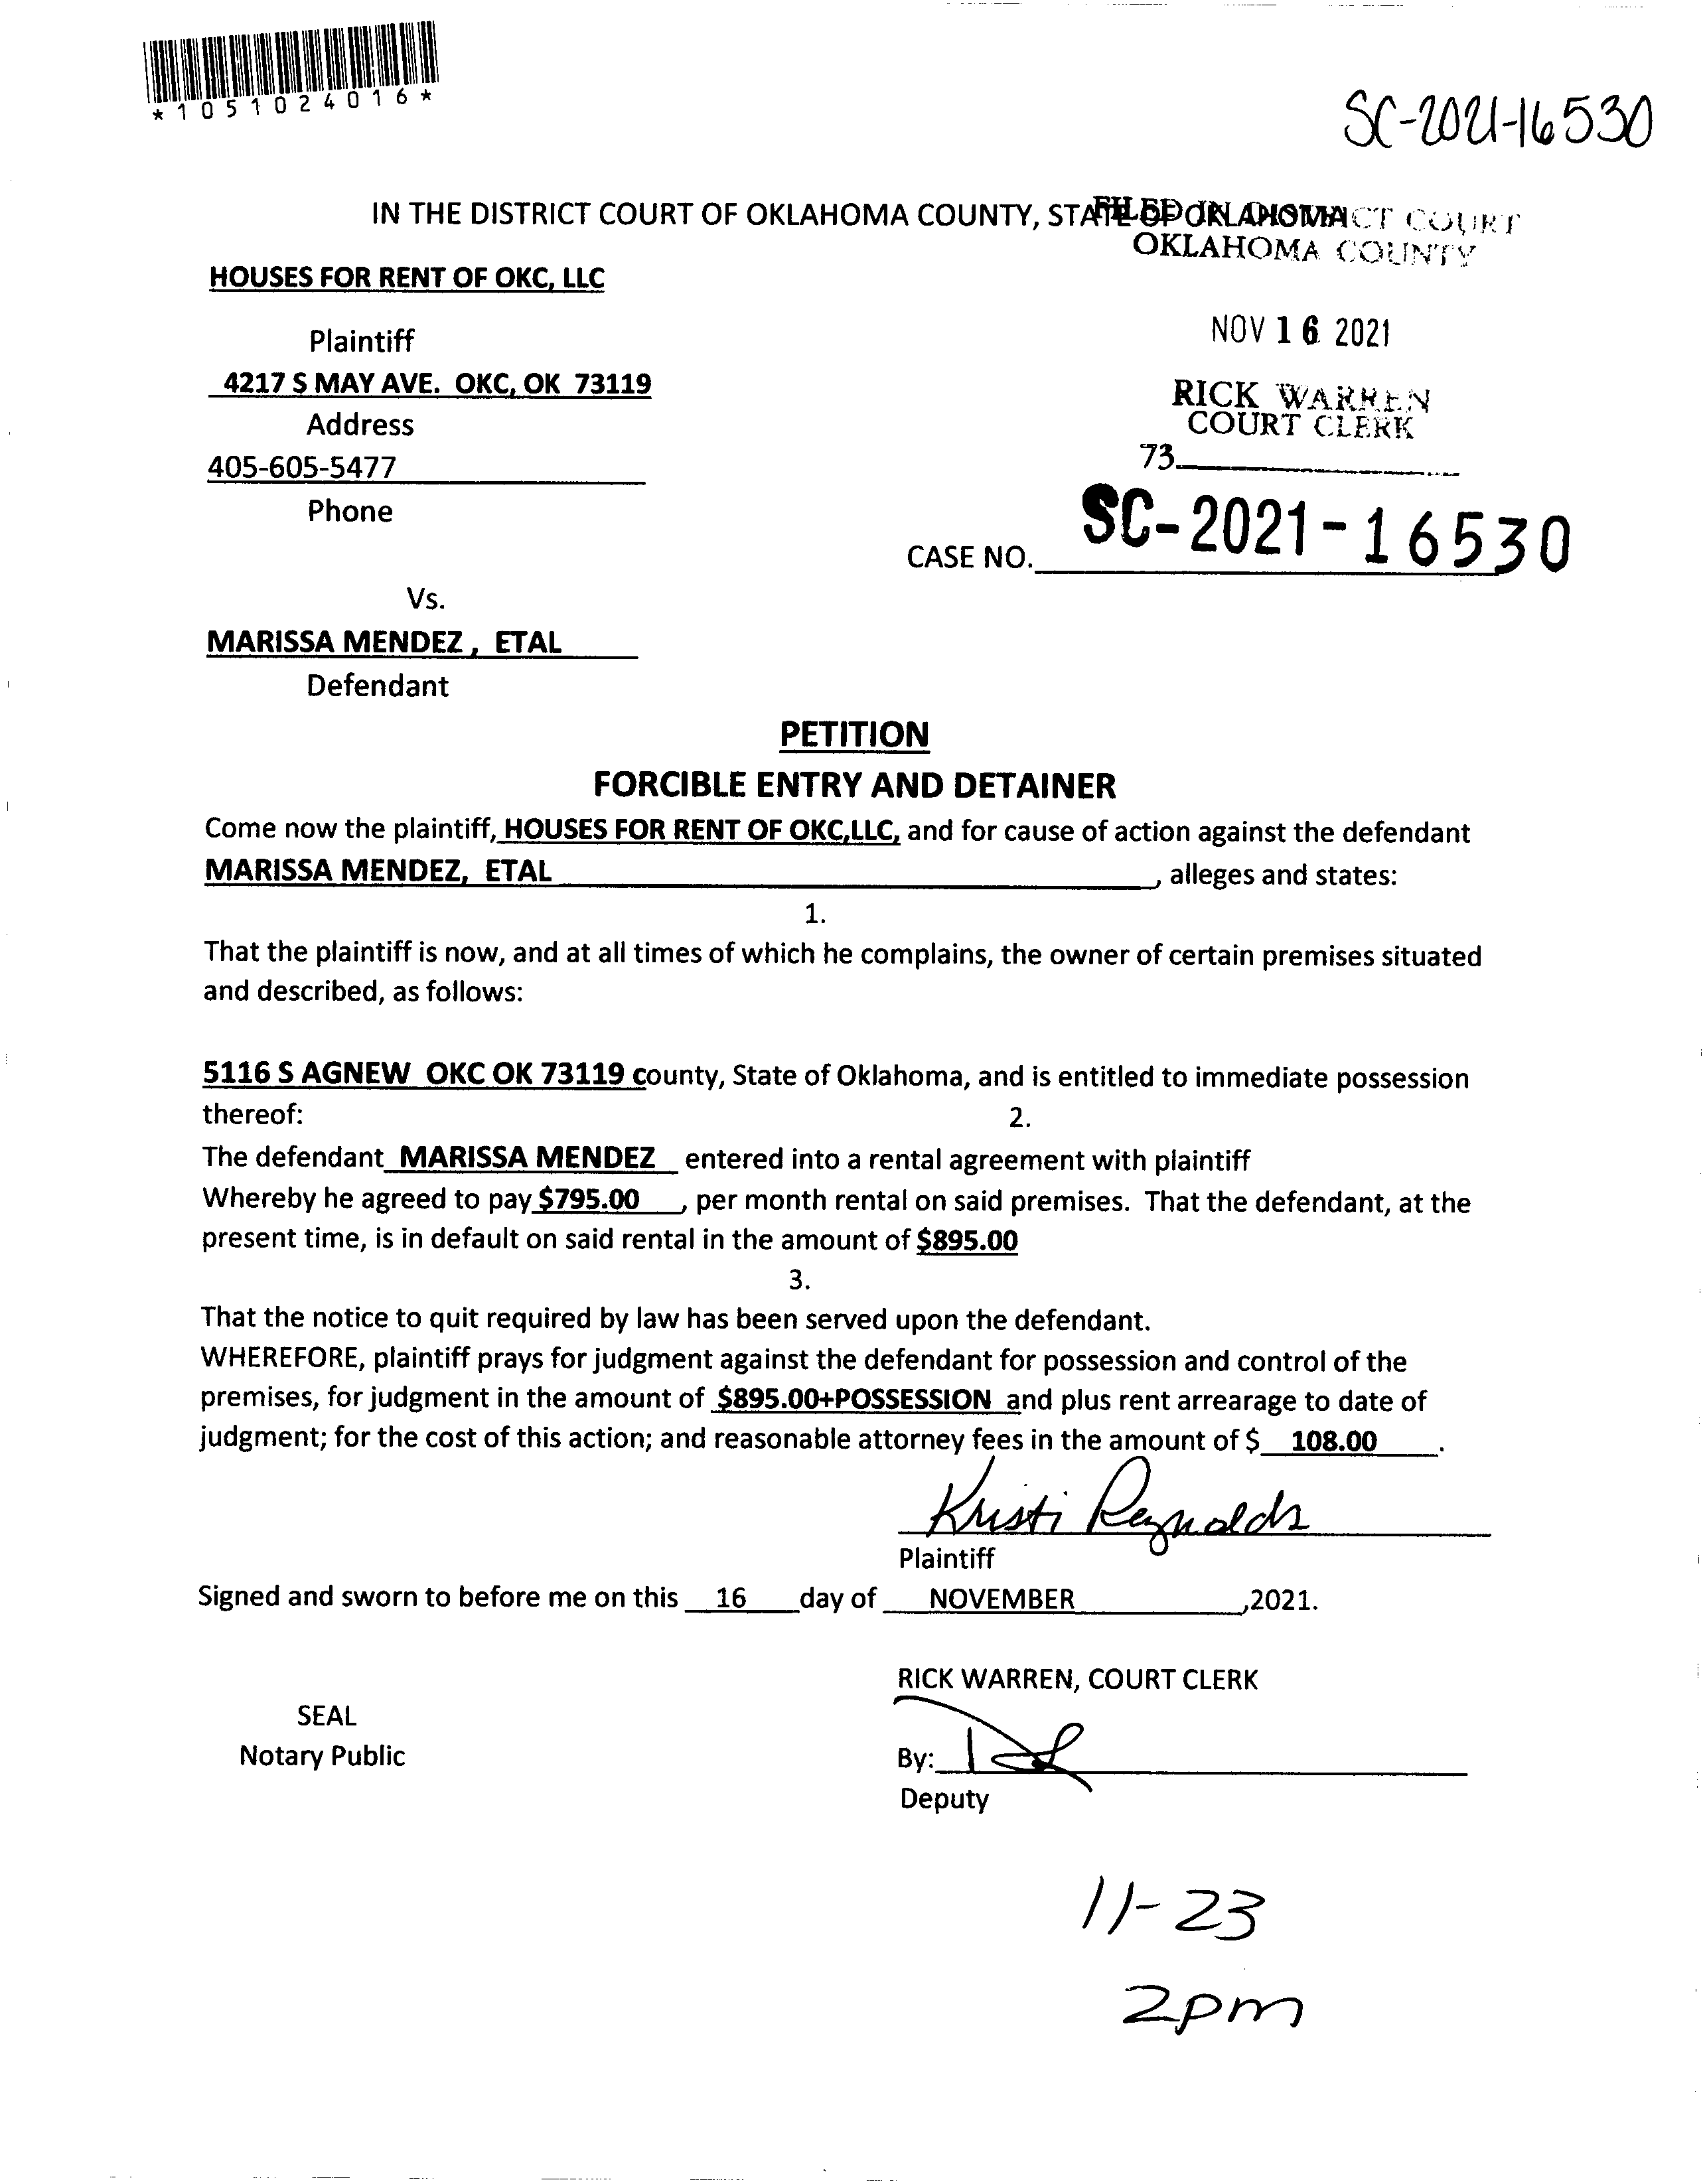 *1051024016*
SC-2021-16530
IN THE DISTRICT COURT OF OKLAHOMA COUNTY, STATE OF OKLAHOMA
FILED IN DISTRICT COURT
OKLAHOMA COUNTY
HOUSES FOR RENT OF OKC, LLC
Plaintiff
NOV 16 2021
4217 S MAY AVE. OKC, OK 73119
RICK WARREN
Address
COURT CLERK
405-605-5477
73
Phone
CASE NO. SC-2021-16530
Vs.
MARISSA MENDEZ , ETAL
Defendant
PETITION
FORCIBLE ENTRY AND DETAINER
Come now the plaintiff, HOUSES FOR RENT OF OKC,LLC, and for cause of action against the defendant
MARISSA MENDEZ, ETAL , alleges and states:
1.
That the plaintiff is now, and at all times of which he complains, the owner of certain premises situated
and described, as follows:
5116 S AGNEW OKC OK 73119 county, State of Oklahoma, and is entitled to immediate possession
thereof: 2.
The defendant MARISSA MENDEZ entered into a rental agreement with plaintiff
Whereby he agreed to pay $795.00 , per month rental on said premises. That the defendant, at the
present time, is in default on said rental in the amount of $895.00
3.
That the notice to quit required by law has been served upon the defendant.
WHEREFORE, plaintiff prays for judgment against the defendant for possession and control of the
premises, for judgment in the amount of $895.00+POSSESSION and plus rent arrearage to date of
judgment; for the cost of this action; and reasonable attorney fees in the amount of $ 108.00 .
Kristi Reynolds
Plaintiff
Signed and sworn to before me on this 16 day of NOVEMBER ,2021.
RICK WARREN, COURT CLERK
SEAL
Notary Public
By:
Deputy
11-23
2pm